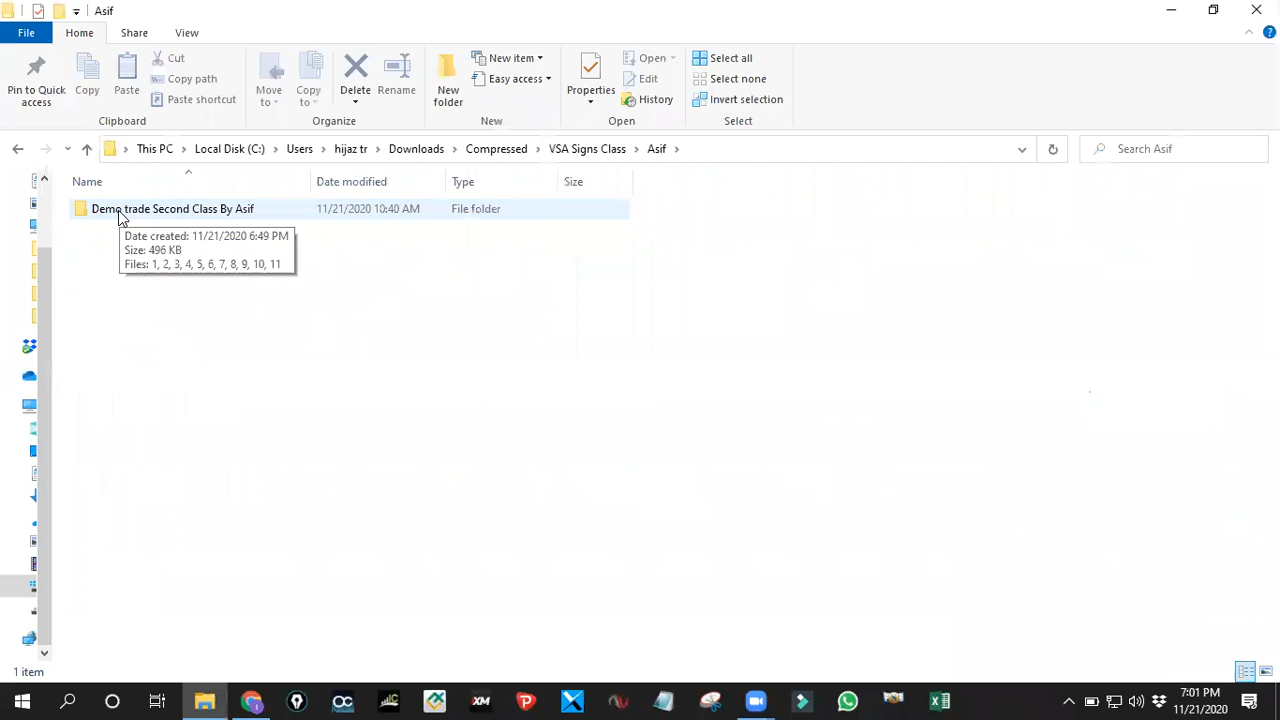 Asif
File Home Share View
Pin to Quick access
Copy
Paste
Cut
Copy path
Paste shortcut
Clipboard
Move to
Copy to
Delete
Rename
Organize
New folder
New item
Easy access
New
Properties
Open
Edit
History
Open
Select all
Select none
Invert selection
Select
This PC › Local Disk (C:) › Users › hijaz tr › Downloads › Compressed › VSA Signs Class › Asif ›
Search Asif
Name Date modified Type Size
Demo trade Second Class By Asif 11/21/2020 10:40 AM File folder
Date created: 11/21/2020 6:49 PM
Size: 496 KB
Files: 1, 2, 3, 4, 5, 6, 7, 8, 9, 10, 11
1 item
XM
7:01 PM
11/21/2020